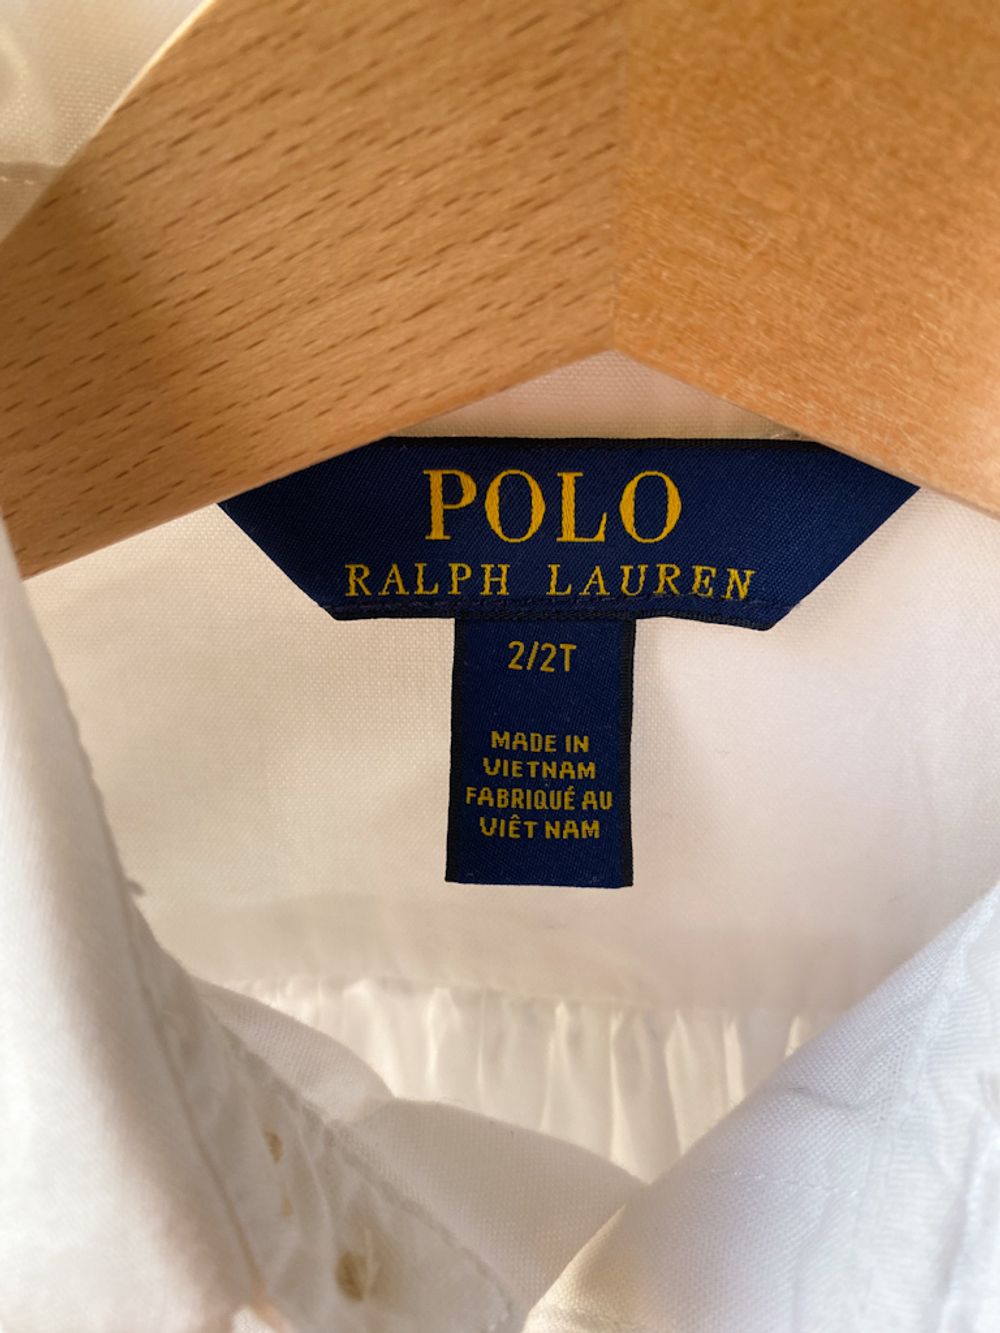 POLO
RALPH LAUREN
2/2T
MADE IN
VIETNAM
FABRIQUÉ AU
VIÊT NAM